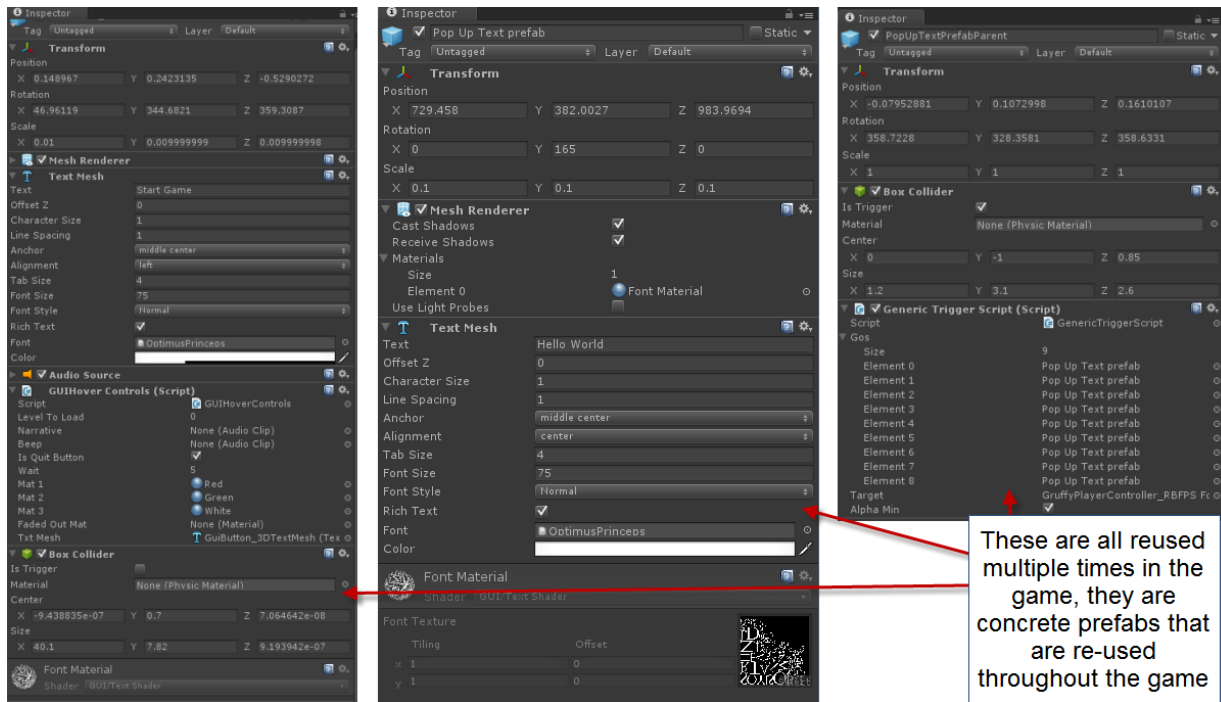 Inspector
Tag Untagged Layer Default
Transform
Position
X 0.148967 Y 0.2423135 Z -0.5290272
Rotation
X 46.96119 Y 344.6821 Z 359.3087
Scale
X 0.01 Y 0.009999999 Z 0.009999998
Mesh Renderer
Text Mesh
Text Start Game
Offset Z 0
Character Size 1
Line Spacing 1
Anchor middle center
Alignment left
Tab Size 4
Font Size 75
Font Style Normal
Rich Text
Font OptimusPrinceps
Color
Audio Source
GUIHover Controls (Script)
Script GUIHoverControls
Level To Load 0
Narrative None (Audio Clip)
Beep None (Audio Clip)
Is Quit Button
Wait 5
Mat 1 Red
Mat 2 Green
Mat 3 White
Faded Out Mat None (Material)
Txt Mesh GuiButton_3DTextMesh (Tex
Box Collider
Is Trigger
Material None (Physic Material)
Center
X -9.438835e-07 Y 0.7 Z 7.064642e-08
Size
X 40.1 Y 7.82 Z 9.193942e-07
Font Material
Shader GUI/Text Shader
Inspector
Pop Up Text prefab Static
Tag Untagged Layer Default
Transform
Position
X 729.458 Y 382.0027 Z 983.9694
Rotation
X 0 Y 165 Z 0
Scale
X 0.1 Y 0.1 Z 0.1
Mesh Renderer
Cast Shadows
Receive Shadows
Materials
Size 1
Element 0 Font Material
Use Light Probes
Text Mesh
Text Hello World
Offset Z 0
Character Size 1
Line Spacing 1
Anchor middle center
Alignment center
Tab Size 4
Font Size 75
Font Style Normal
Rich Text
Font OptimusPrinceps
Color
Font Material
Shader GUI/Text Shader
Font Texture
Tiling Offset
x 1 0
y 1 0
Inspector
PopUpTextPrefabParent Static
Tag Untagged Layer Default
Transform
Position
X -0.07952881 Y 0.1072998 Z 0.1610107
Rotation
X 358.7228 Y 328.3581 Z 358.6331
Scale
X 1 Y 1 Z 1
Box Collider
Is Trigger
Material None (Physic Material)
Center
X 0 Y -1 Z 0.85
Size
X 1.2 Y 3.1 Z 2.6
Generic Trigger Script (Script)
Script GenericTriggerScript
Gos
Size 9
Element 0 Pop Up Text prefab
Element 1 Pop Up Text prefab
Element 2 Pop Up Text prefab
Element 3 Pop Up Text prefab
Element 4 Pop Up Text prefab
Element 5 Pop Up Text prefab
Element 6 Pop Up Text prefab
Element 7 Pop Up Text prefab
Element 8 Pop Up Text prefab
Target GruffyPlayerController_RBFPS Fc
Alpha Min
These are all reused
multiple times in the
game, they are
concrete prefabs that
are re-used
throughout the game